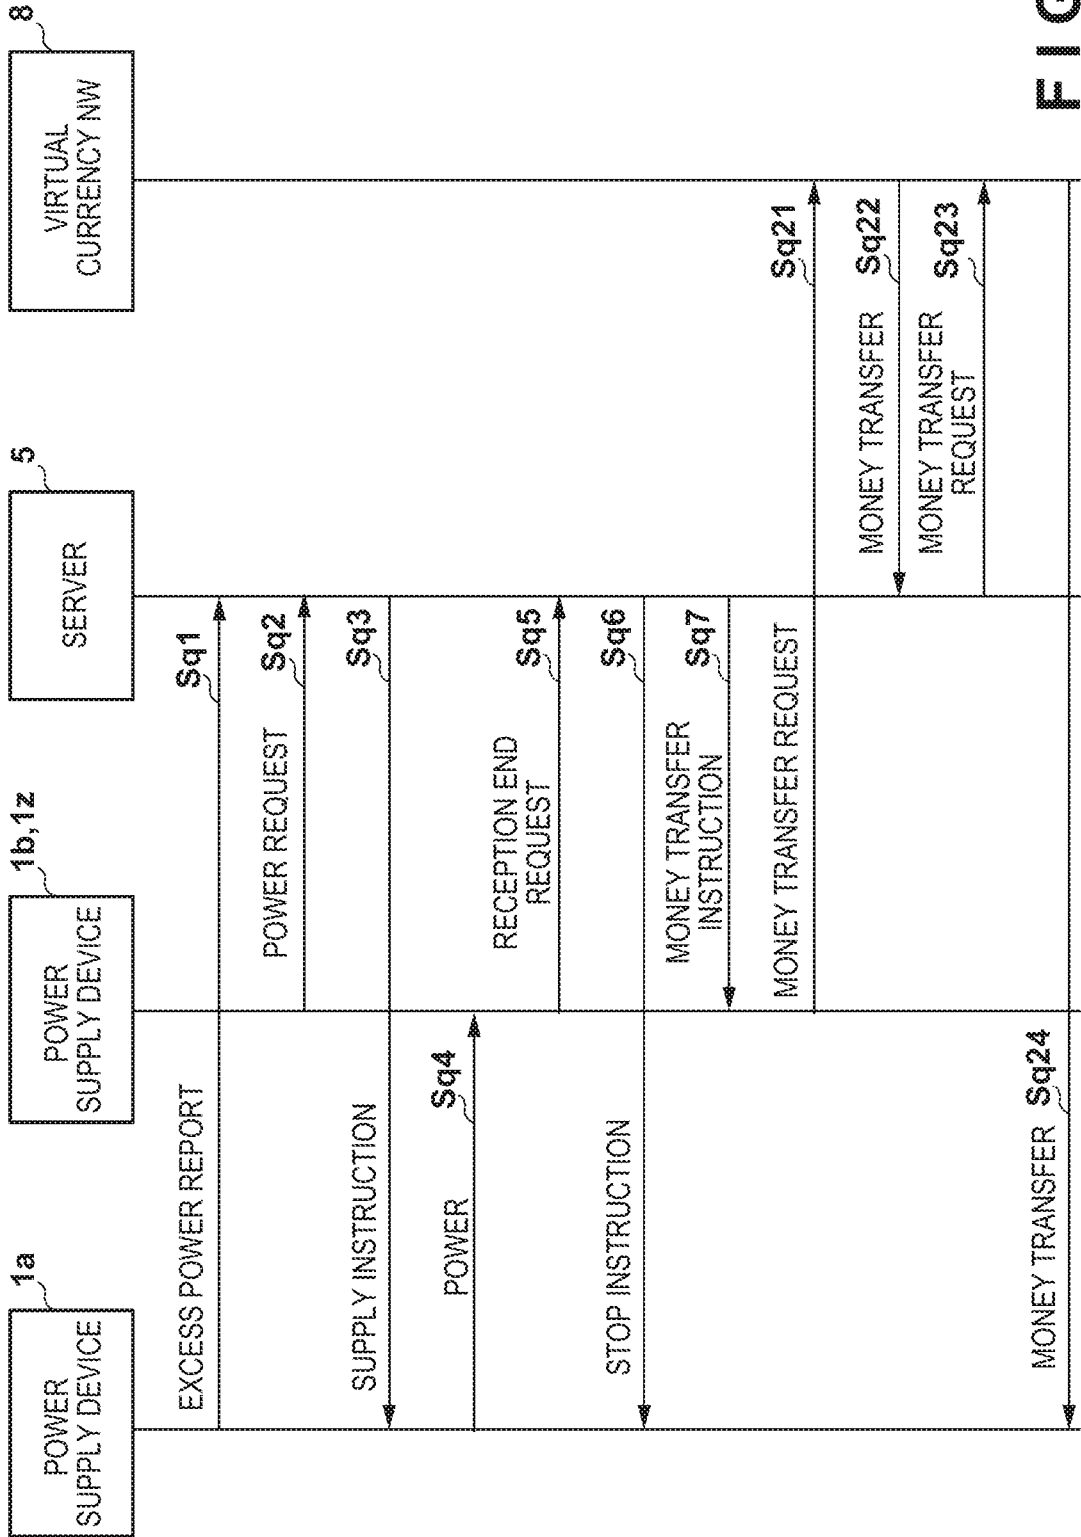 1a
POWER
SUPPLY DEVICE
1b,1z
POWER
SUPPLY DEVICE
5
SERVER
8
VIRTUAL
CURRENCY NW
EXCESS POWER REPORT
Sq1
POWER REQUEST
Sq2
SUPPLY INSTRUCTION
Sq3
POWER
Sq4
RECEPTION END
REQUEST
Sq5
STOP INSTRUCTION
Sq6
MONEY TRANSFER
INSTRUCTION
Sq7
MONEY TRANSFER REQUEST
Sq21
MONEY TRANSFER
Sq22
MONEY TRANSFER
REQUEST
Sq23
MONEY TRANSFER
Sq24